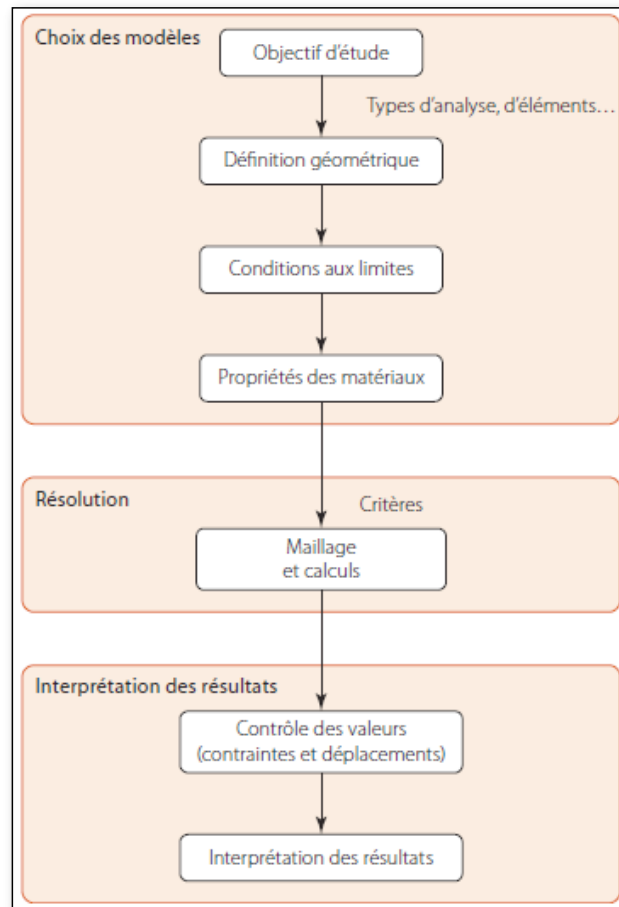 Choix des modèles
Objectif d'étude
Types d'analyse, d'éléments...
Définition géométrique
Conditions aux limites
Propriétés des matériaux
Résolution
Critères
Maillage
et calculs
Interprétation des résultats
Contrôle des valeurs
(contraintes et déplacements)
Interprétation des résultats